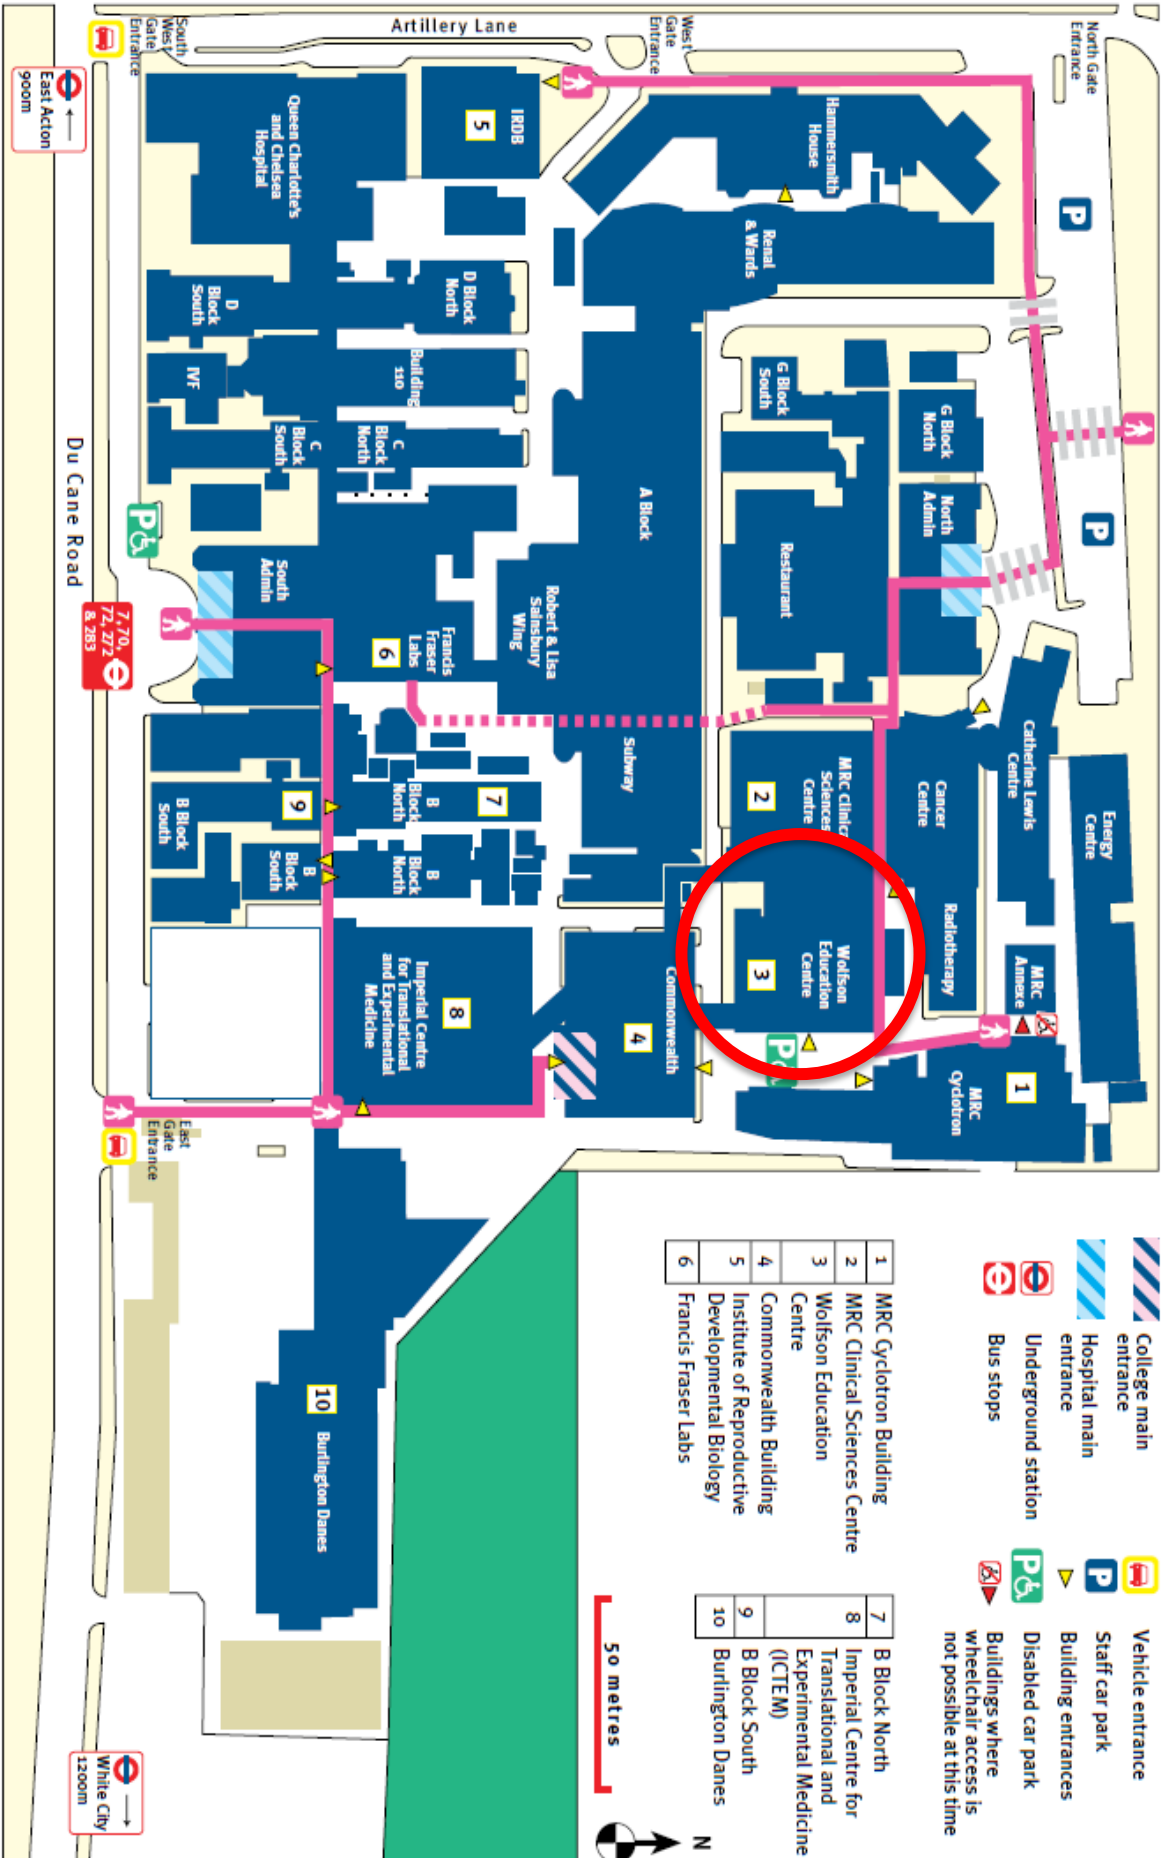 Artillery Lane
South
West
Gate
Entrance
West
Gate
Entrance
North Gate
Entrance
East Acton
900m
Queen Charlotte's
and Chelsea
Hospital
IRDB
5
Hammersmith
House
Renal
& Wards
P
D
Block
South
D Block
North
IVF
Building
110
C
Block
South
C
Block
North
G Block
South
G Block
North
North
Admin
P
A Block
Restaurant
Du Cane Road
P
South
Admin
7, 70,
72, 272
& 283
Francis
Fraser
Labs
6
Robert & Lisa
Sainsbury
Wing
Subway
Catherine Lewis
Centre
Energy
Centre
Cancer
Centre
MRC Clinical
Sciences
Centre
2
B Block
South
9
B
Block
South
B
Block
North
7
B
Block
North
Radiotherapy
MRC
Annexe
Wolfson
Education
Centre
3
P
Commonwealth
4
Imperial Centre
for Translational
and Experimental
Medicine
8
MRC
Cyclotron
1
East
Gate
Entrance
10
Burlington Danes
White City
1200m
College main
entrance
Hospital main
entrance
Underground station
Bus stops
Vehicle entrance
P
Staff car park
Building entrances
P
Disabled car park
Buildings where
wheelchair access is
not possible at this time
1 MRC Cyclotron Building
2 MRC Clinical Sciences Centre
3 Wolfson Education
Centre
4 Commonwealth Building
5 Institute of Reproductive
Developmental Biology
6 Francis Fraser Labs
7 B Block North
8 Imperial Centre for
Translational and
Experimental Medicine
(ICTEM)
9 B Block South
10 Burlington Danes
50 metres
N